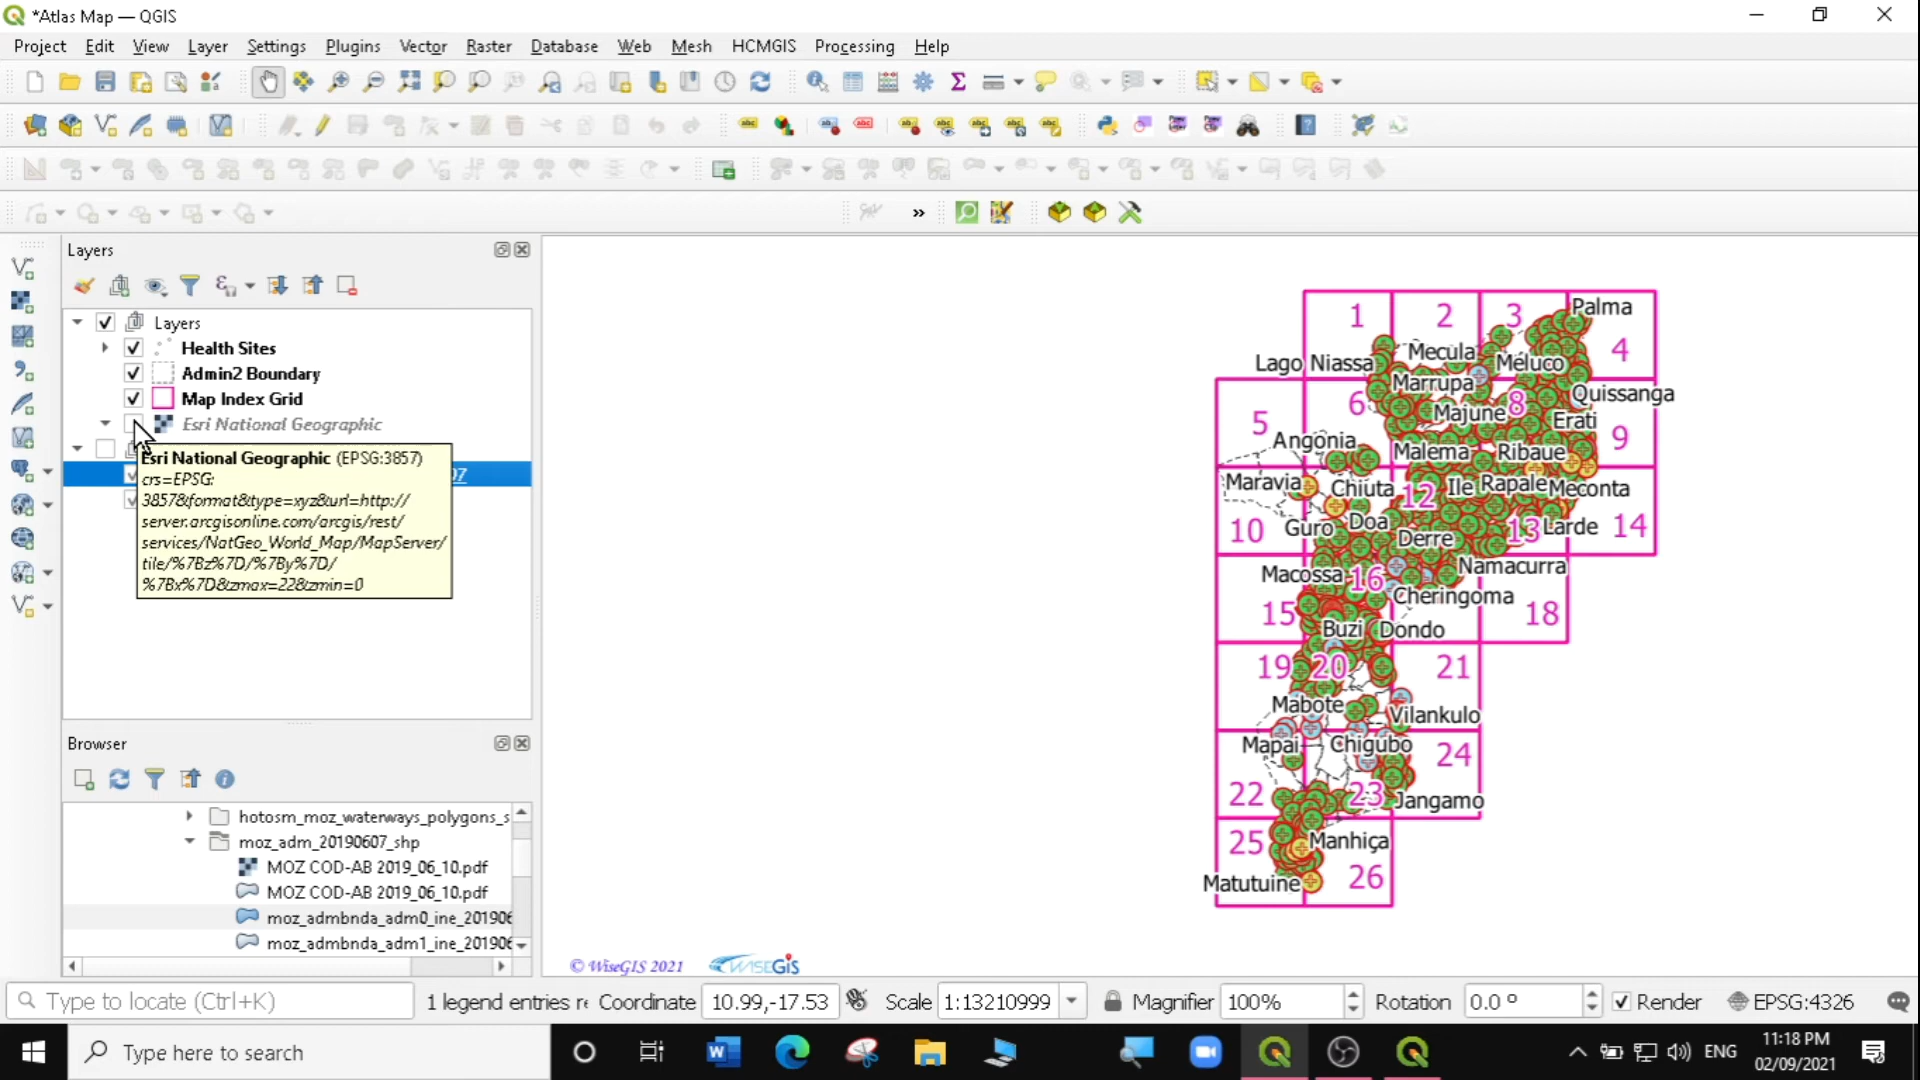 *Atlas Map — QGIS
Project Edit View Layer Settings Plugins Vector Raster Database Web Mesh HCMGIS Processing Help
Layers
Layers
Health Sites
Admin2 Boundary
Map Index Grid
Esri National Geographic
07
Esri National Geographic (EPSG:3857)
crs=EPSG:
3857&format&type=xyz&url=http://
server.arcgisonline.com/arcgis/rest/
services/NatGeo_World_Map/MapServer/
tile/%7Bz%7D/%7By%7D/
%7Bx%7D&zmax=22&zmin=0
Browser
hotosm_moz_waterways_polygons_s
moz_adm_20190607_shp
MOZ COD-AB 2019_06_10.pdf
MOZ COD-AB 2019_06_10.pdf
moz_admbnda_adm0_ine_201906
moz_admbnda_adm1_ine_201906
1 2 3 Palma
4
Lago Niassa Mecula Meluco
Marrupa Quissanga
5 6 Majune 8 Erati
9
Angonia Malema Ribaue
Maravia Chiuta 12 Ile Rapale Meconta
10 Guro Doa Derre 13 Larde 14
Macossa 16 Namacurra
Cheringoma
15 18
Buzi Dondo
19 20 21
Mabote Vilankulo
Mapai Chigubo 24
22 23 Jangamo
25 Manhiça
Matutuine 26
© WiseGIS 2021 WISEGIS
Type to locate (Ctrl+K) 1 legend entries re Coordinate 10.99,-17.53 Scale 1:13210999 Magnifier 100% Rotation 0.0 ° Render EPSG:4326
Type here to search ENG 11:18 PM
02/09/2021